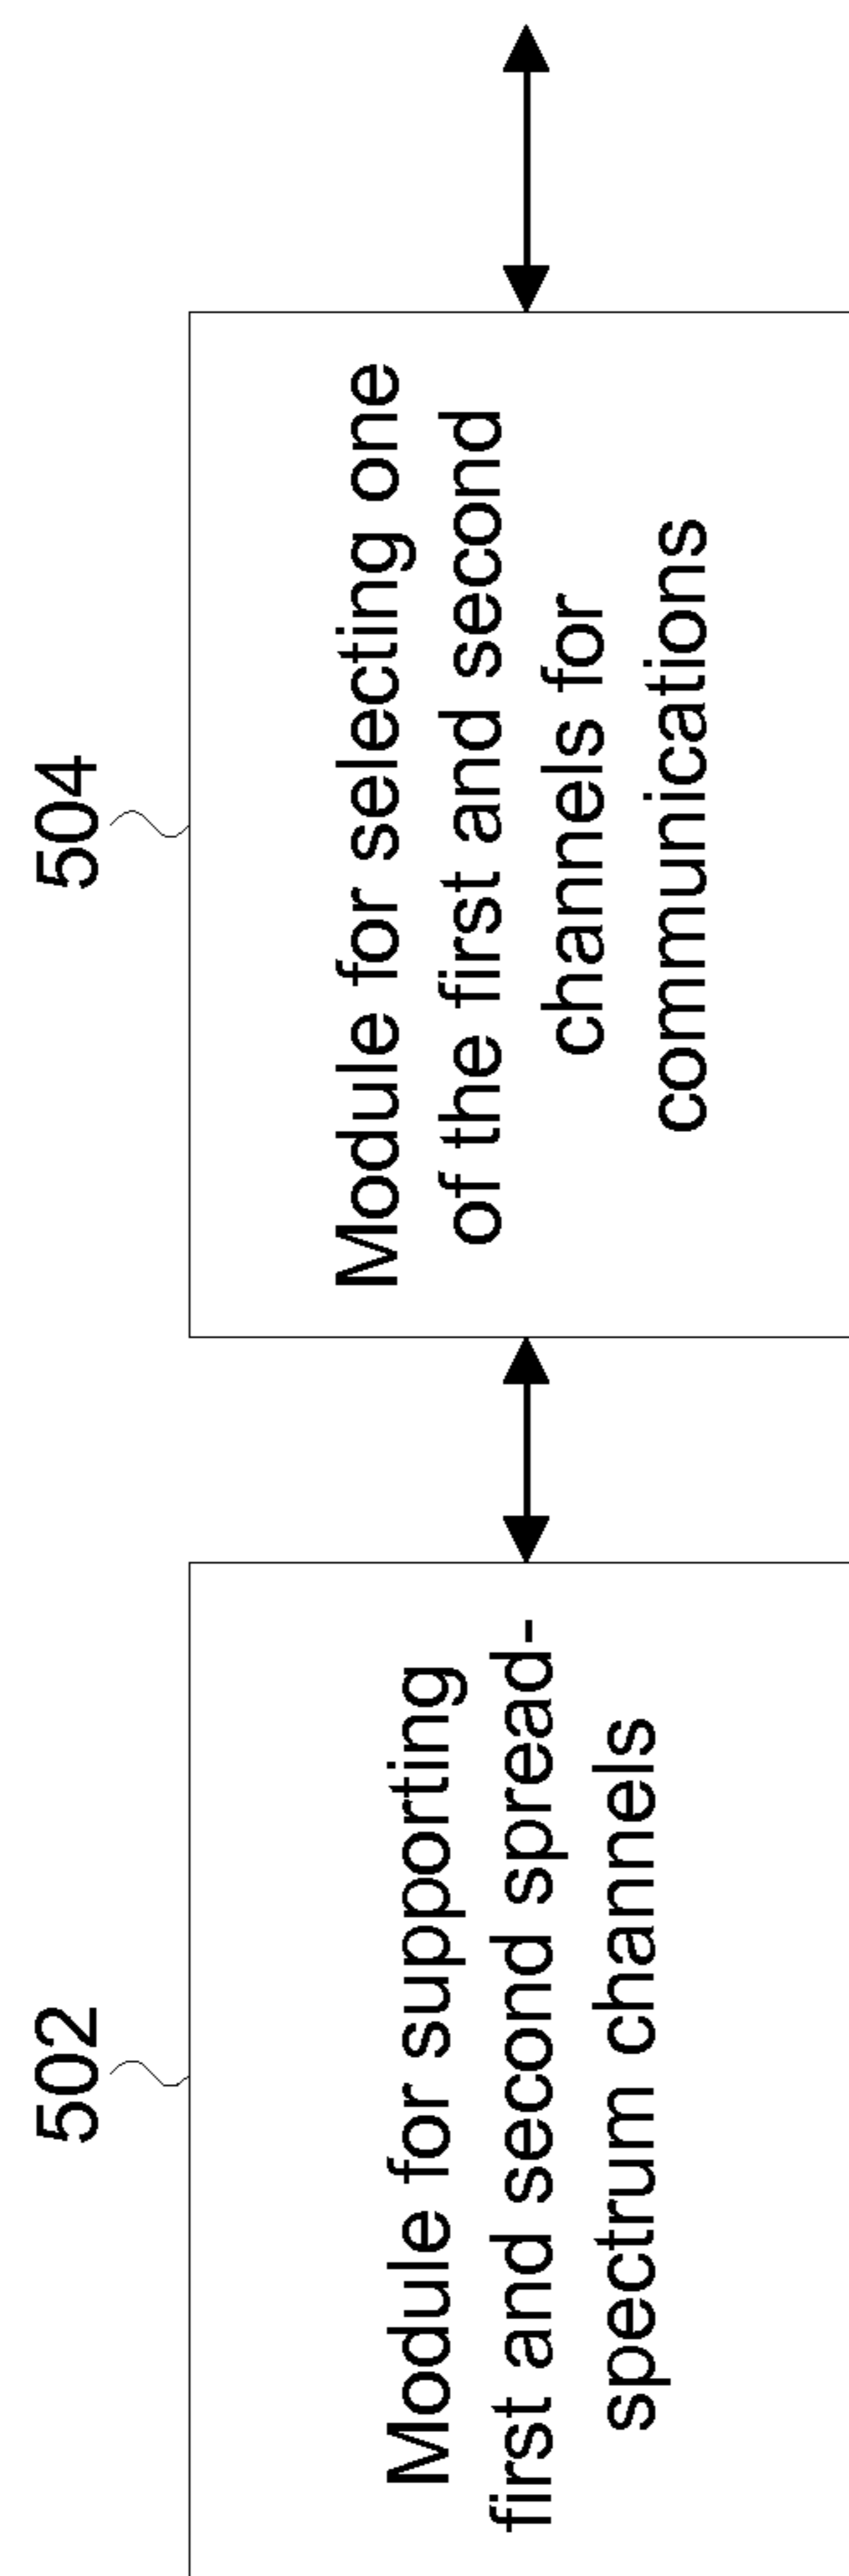 502
Module for supporting
first and second spread-
spectrum channels
504
Module for selecting one
of the first and second
channels for
communications